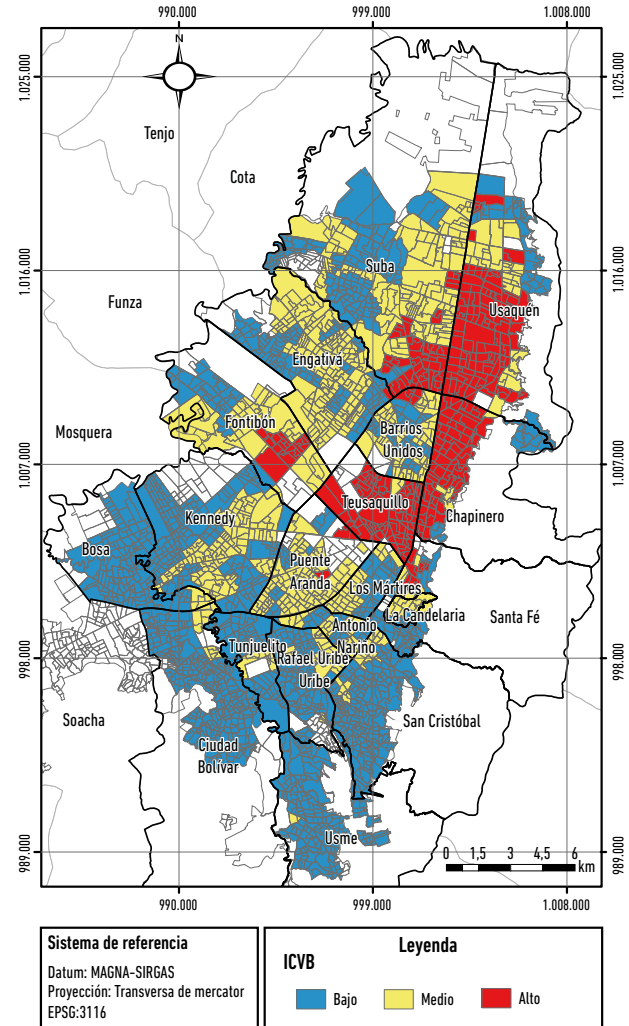 990.000 999.000 1.008.000
N
1.025.000 1.025.000
Tenjo
Cota
1.016.000 1.016.000
Suba
Funza
Usaquén
Engativá
Fontibón
Barrios
Unidos
Mosquera
1.007.000 1.007.000
Teusaquillo
Kennedy
Chapinero
Bosa
Puente
Aranda
Los Mártires
La Candelaria
Santa Fé
Antonio
Nariño
998.000 998.000
Tunjuelito
Rafael Uribe
Uribe
Soacha
San Cristóbal
Ciudad
Bolívar
Usme
989.000 989.000
0 1,5 3 4,5 6
km
990.000 999.000 1.008.000
Sistema de referencia
Datum: MAGNA-SIRGAS
Proyección: Transversa de mercator
EPSG:3116
Leyenda
ICVB
Bajo Medio Alto